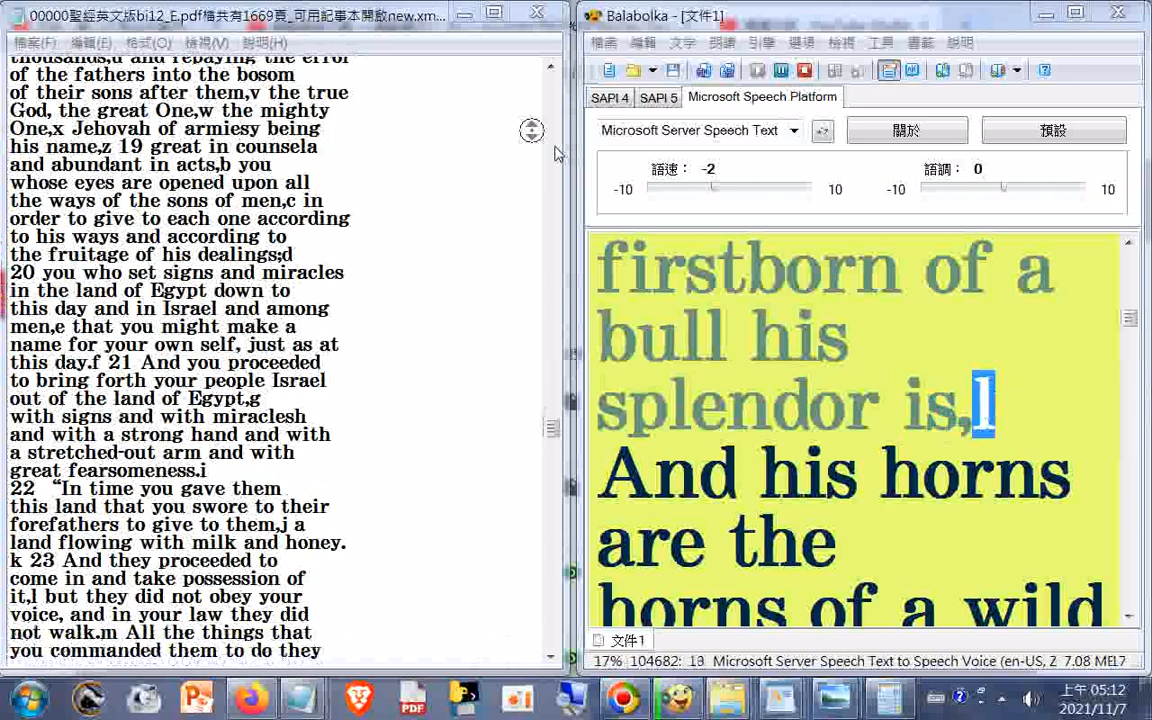 00000聖經英文版bi12_E.pdf檔共有1669頁_可用記事本開啟new.xm...
檔案(F) 編輯(E) 格式(O) 檢視(V) 說明(H)
thousands,u and repaying the error
of the fathers into the bosom
of their sons after them,v the true
God, the great One,w the mighty
One,x Jehovah of armiesy being
his name,z 19 great in counsela
and abundant in acts,b you
whose eyes are opened upon all
the ways of the sons of men,c in
order to give to each one according
to his ways and according to
the fruitage of his dealings;d
20 you who set signs and miracles
in the land of Egypt down to
this day and in Israel and among
men,e that you might make a
name for your own self, just as at
this day.f 21 And you proceeded
to bring forth your people Israel
out of the land of Egypt,g
with signs and with miraclesh
and with a strong hand and with
a stretched-out arm and with
great fearsomeness.i
22 “In time you gave them
this land that you swore to their
forefathers to give to them,j a
land flowing with milk and honey.
k 23 And they proceeded to
come in and take possession of
it,l but they did not obey your
voice, and in your law they did
not walk.m All the things that
you commanded them to do they
Balabolka - [文件1]
檔案 編輯 文字 朗讀 引擎 選項 檢視 工具 書籤 說明
SAPI 4 SAPI 5 Microsoft Speech Platform
Microsoft Server Speech Text 關於 預設
語速： -2 語調： 0
-10 10 -10 10
firstborn of a
bull his
splendor is,l
And his horns
are the
horns of a wild
文件1
17% 104682: 13 Microsoft Server Speech Text to Speech Voice (en-US, Z 7.08 ME17
PDF
上午 05:12
2021/11/7